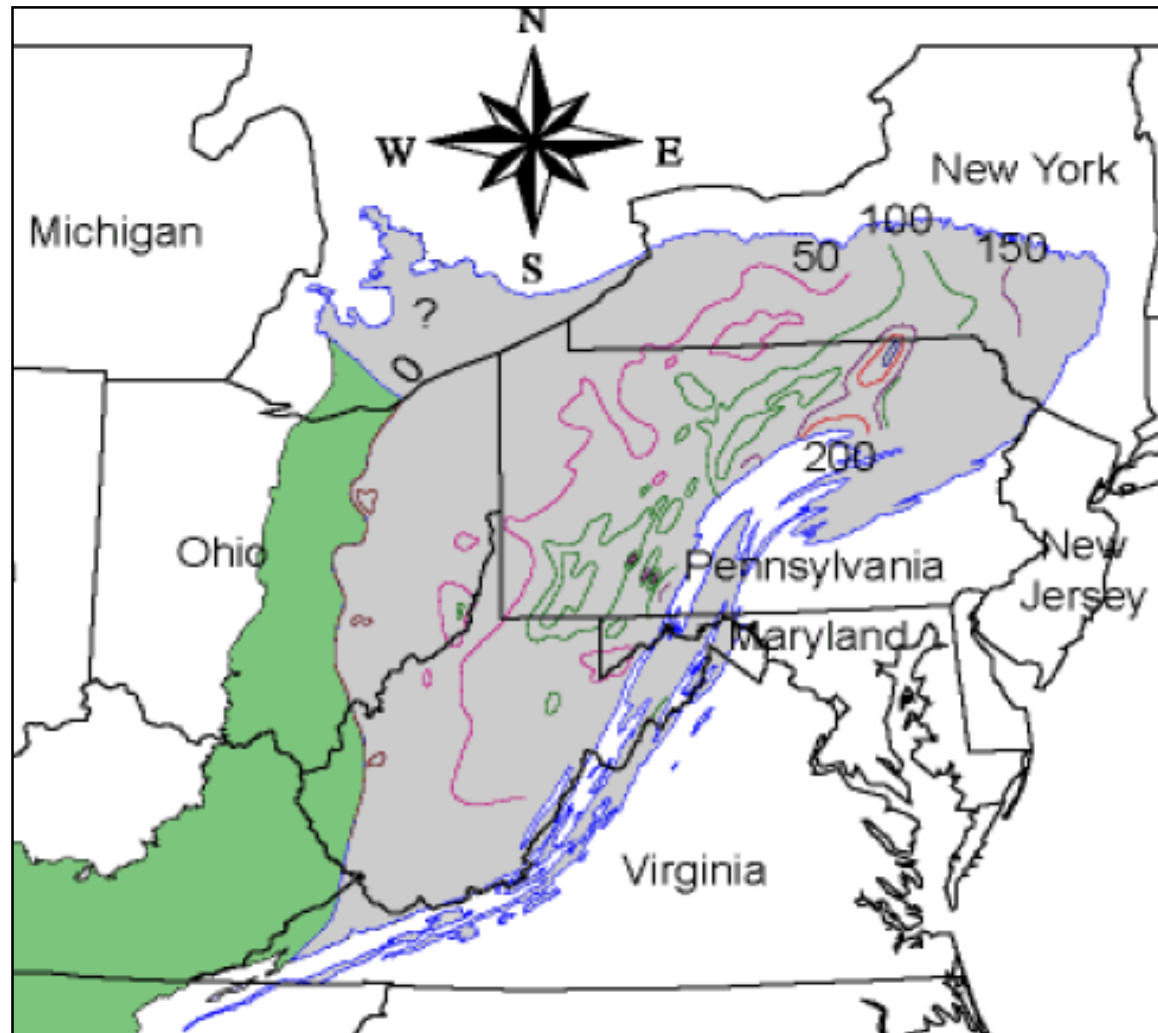 N
W
E
S
New York
Michigan
100
50
150
?
0
200
Ohio
Pennsylvania
New
Jersey
Maryland
Virginia